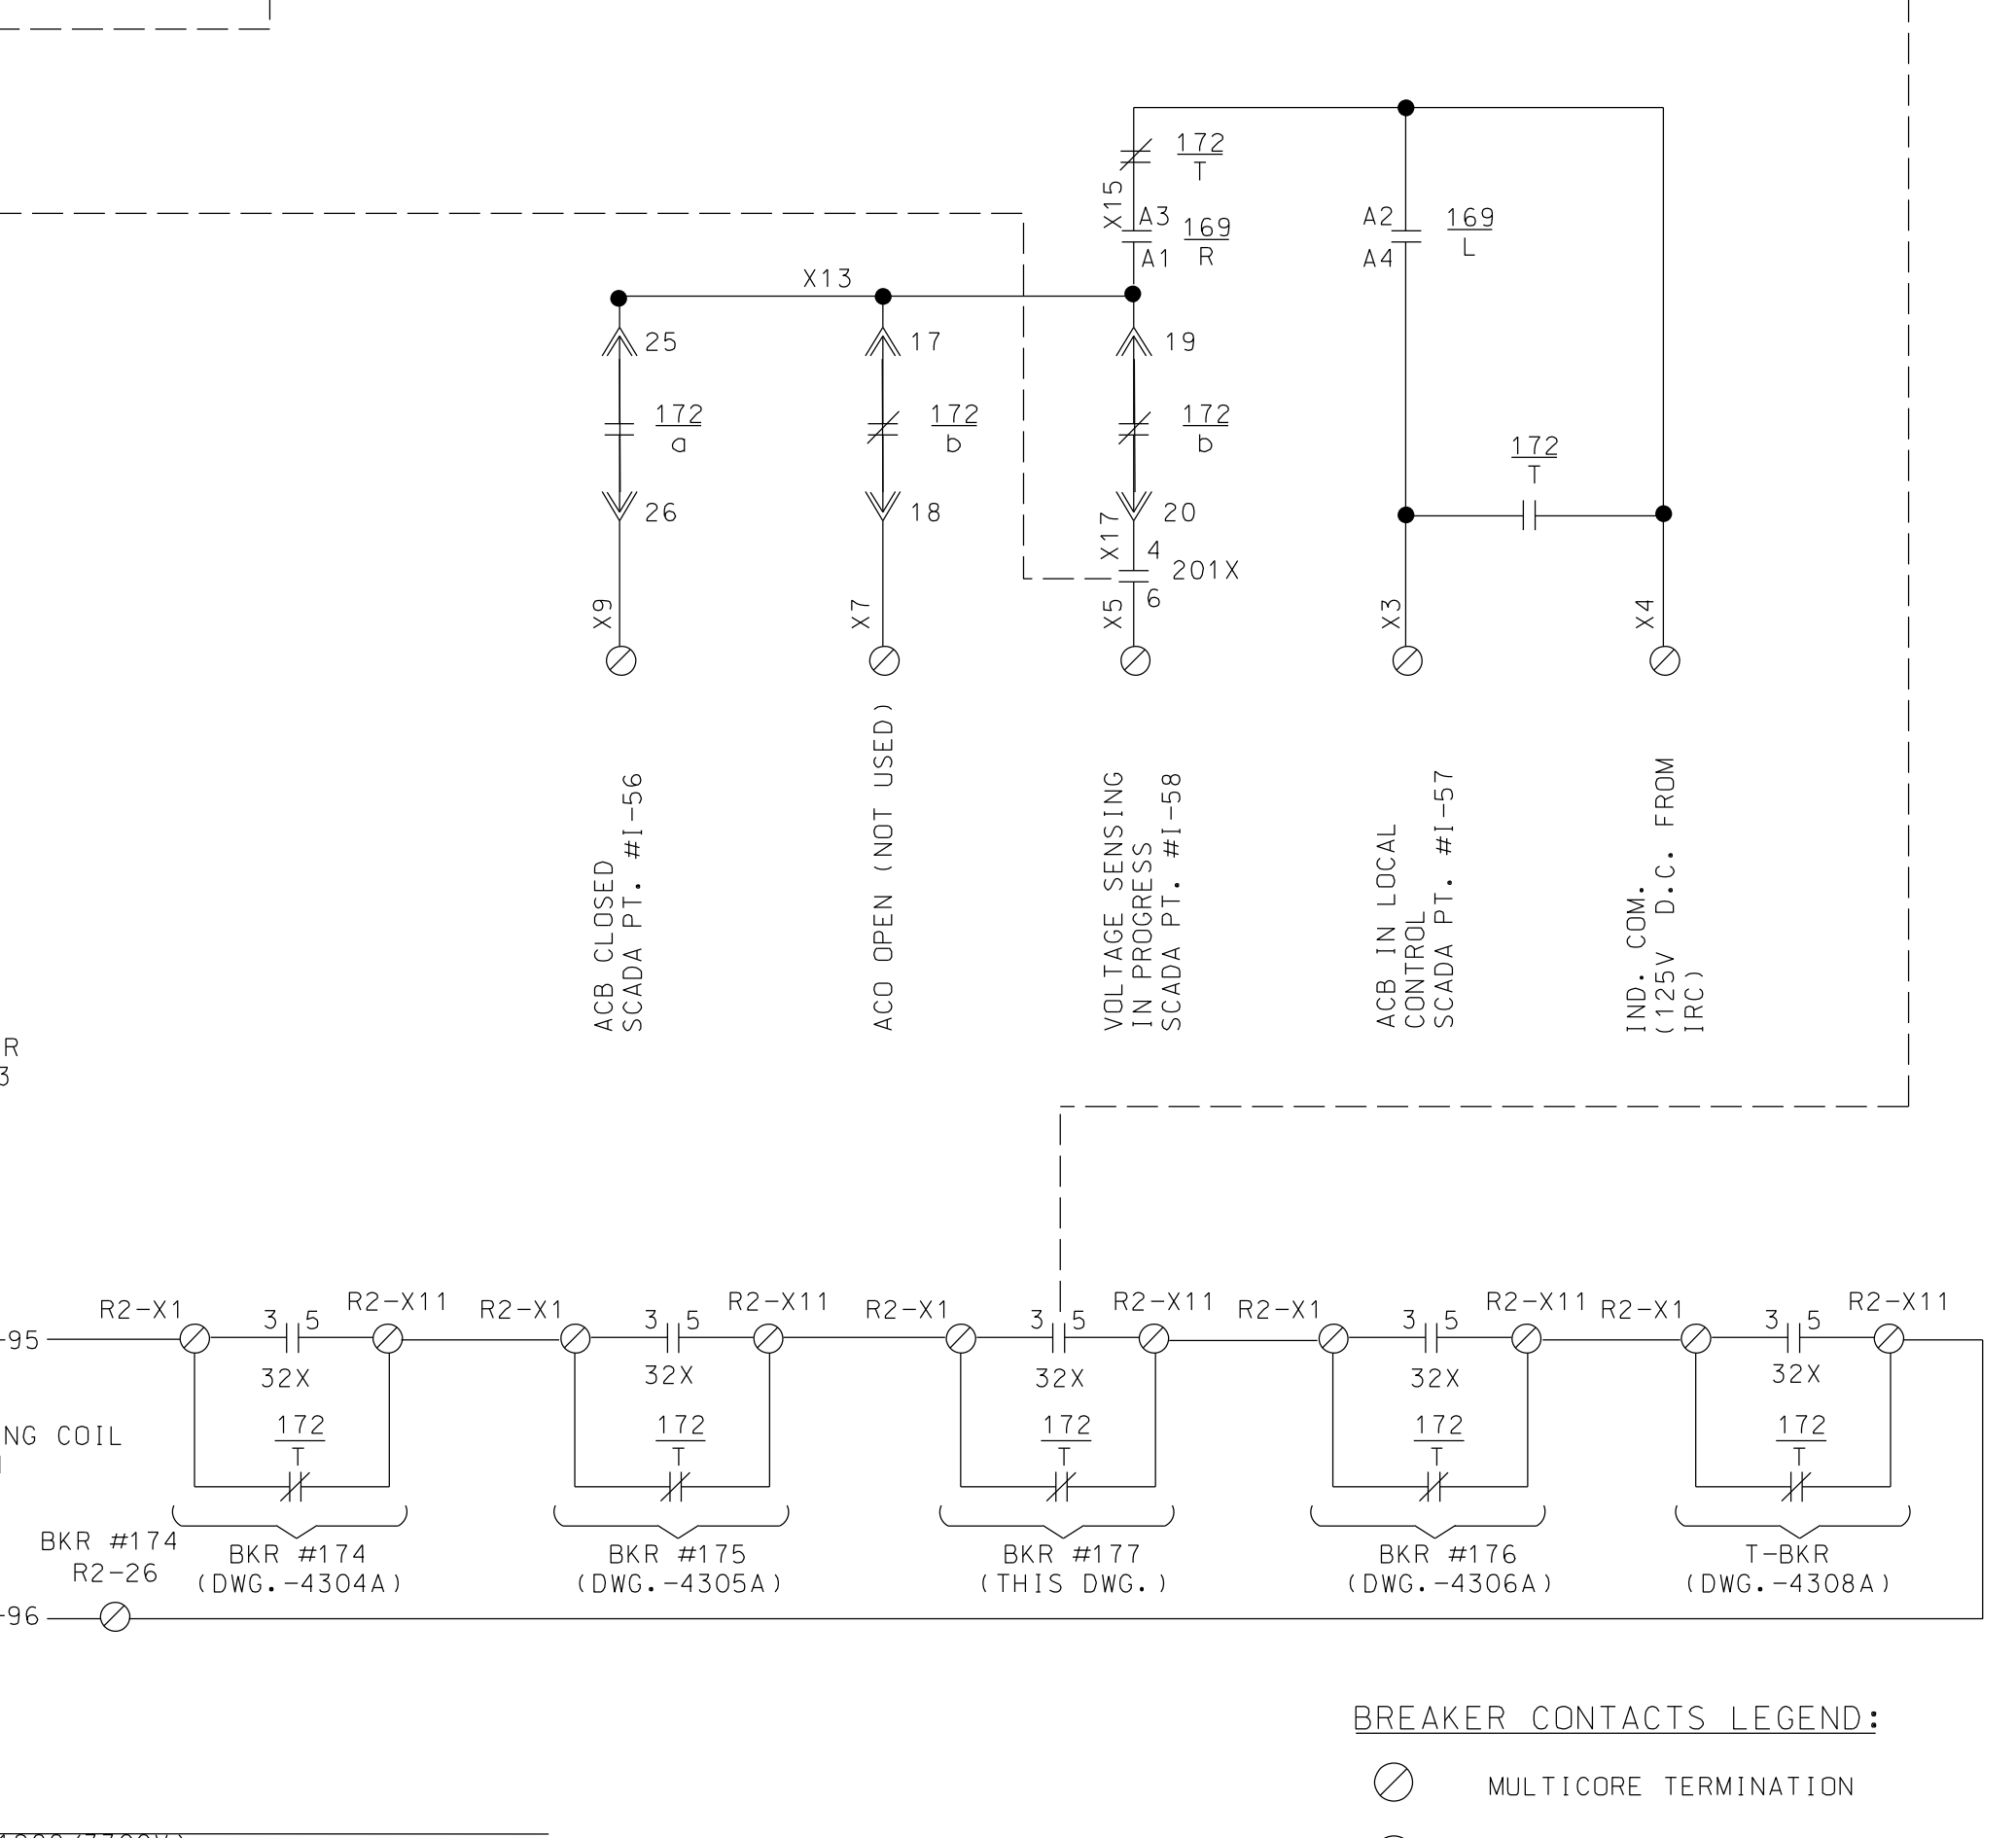 172
T
X15
A3
A1
169
R
A2
A4
169
L
X13
25
26
172
a
17
18
172
b
19
20
172
b
172
T
X17
4
6
201X
X9
X7
X5
X3
X4
ACB CLOSED
SCADA PT. #I-56
ACO OPEN (NOT USED)
VOLTAGE SENSING
IN PROGRESS
SCADA PT. #I-58
ACB IN LOCAL
CONTROL
SCADA PT. #I-57
IND. COM.
(125V D.C. FROM
IRC)
R
3
-95
R2-X1
3 5
R2-X11
32X
172
T
R2-X1
3 5
R2-X11
32X
172
T
R2-X1
3 5
R2-X11
32X
172
T
R2-X1
3 5
R2-X11
32X
172
T
R2-X1
3 5
R2-X11
32X
172
T
NG COIL
BKR #174
R2-26
-96
BKR #174
(DWG.-4304A)
BKR #175
(DWG.-4305A)
BKR #177
(THIS DWG.)
BKR #176
(DWG.-4306A)
T-BKR
(DWG.-4308A)
BREAKER CONTACTS LEGEND:
MULTICORE TERMINATION